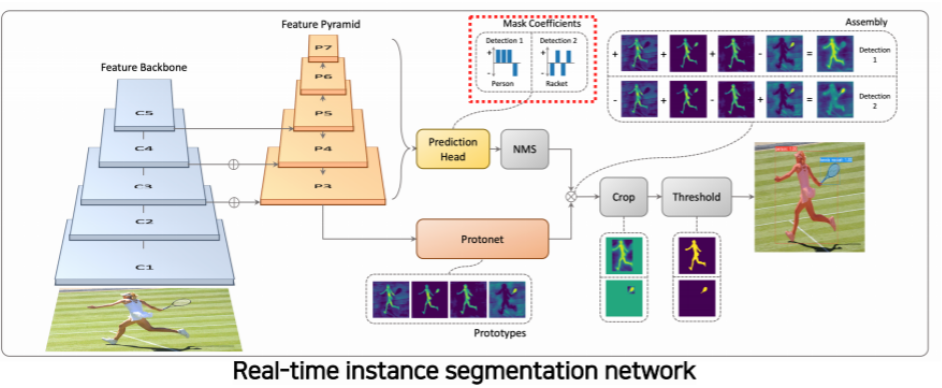 Feature Backbone
C5
C4
C3
C2
C1
Feature Pyramid
P7
P6
P5
P4
P3
Mask Coefficients
Detection 1
Detection 2
+
-
+
-
Person
Racket
Prediction
Head
NMS
Protonet
Prototypes
Assembly
+ + + - = Detection
1
- + - + = Detection
2
Crop
Threshold
Real-time instance segmentation network